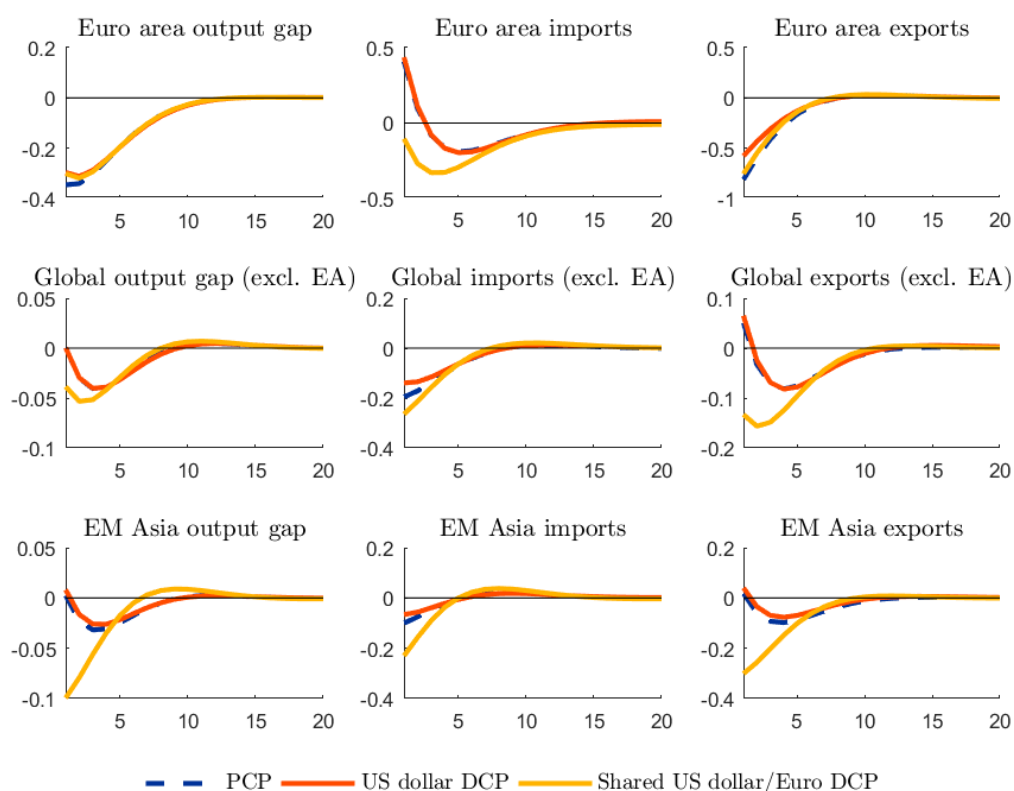 Euro area output gap
0.2
0
-0.2
-0.4
5 10 15 20
Euro area imports
0.5
0
-0.5
5 10 15 20
Euro area exports
0.5
0
-0.5
-1
5 10 15 20
Global output gap (excl. EA)
0.05
0
-0.05
-0.1
5 10 15 20
Global imports (excl. EA)
0.2
0
-0.2
-0.4
5 10 15 20
Global exports (excl. EA)
0.1
0
-0.1
-0.2
5 10 15 20
EM Asia output gap
0.05
0
-0.05
-0.1
5 10 15 20
EM Asia imports
0.2
0
-0.2
-0.4
5 10 15 20
EM Asia exports
0.2
0
-0.2
-0.4
5 10 15 20
PCP US dollar DCP Shared US dollar/Euro DCP